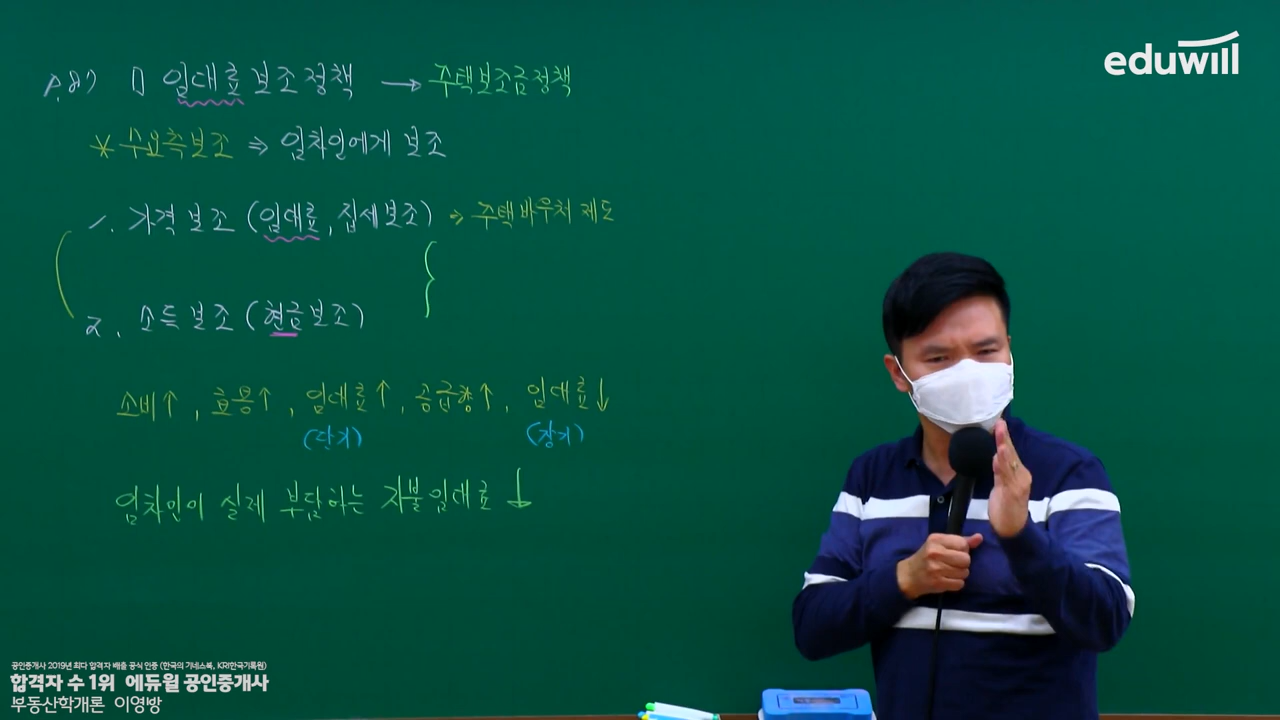 eduwill
p.87 □ 임대료보조정책 → 주택보조금정책
* 수요측보조 ⇒ 임차인에게 보조
1. 가격보조 (임대료, 집세보조) → 주택바우처 제도
2. 소득보조 (현금보조)
소비↑, 효용↑, 임대료↑, 공급량↑, 임대료↓
(단기) (장기)
임차인이 실제 부담하는 지불임대료 ↓
공인중개사 2019년 최다 합격자 배출 공식 인증 (한국의 기네스북, KRI한국기록원)
합격자 수 1위 에듀윌 공인중개사
부동산학개론 이영방